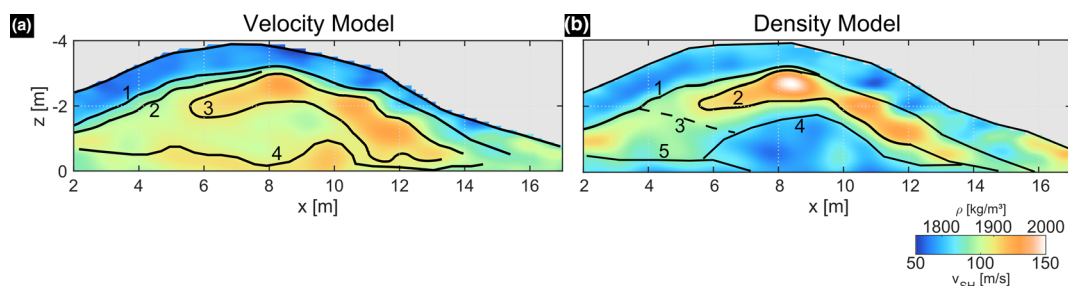 (a) Velocity Model
(b) Density Model
-4
-2
0
z [m]
1
2
3
4
2 4 6 8 10 12 14 16
x [m]
1
2
3
4
5
2 4 6 8 10 12 14 16
x [m]
ρ [kg/m³]
1800 1900 2000
50 100 150
v_SH [m/s]